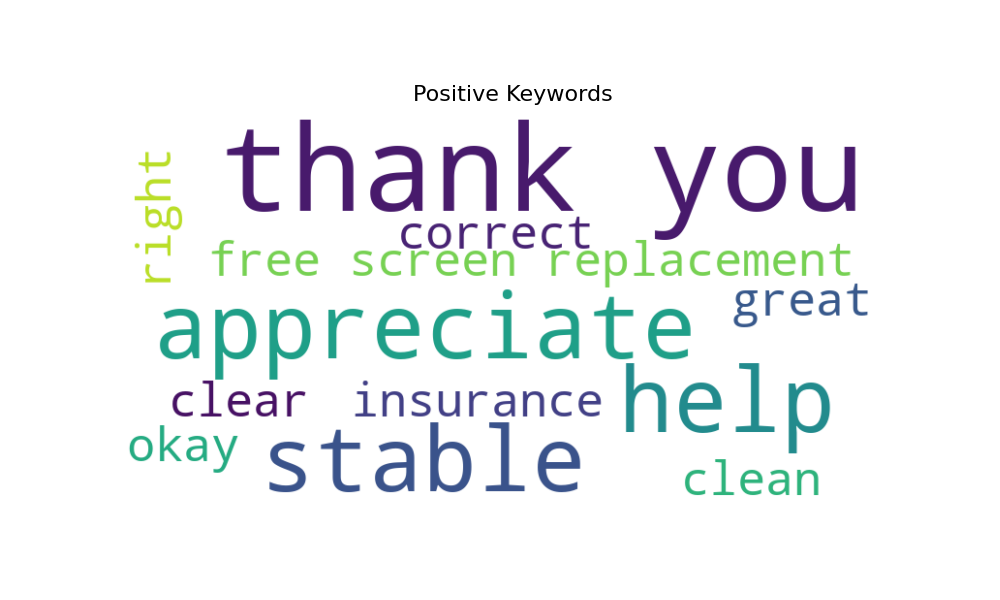 Positive Keywords
thank you
right
correct
free screen replacement
great
appreciate
help
clear
insurance
okay
stable
clean